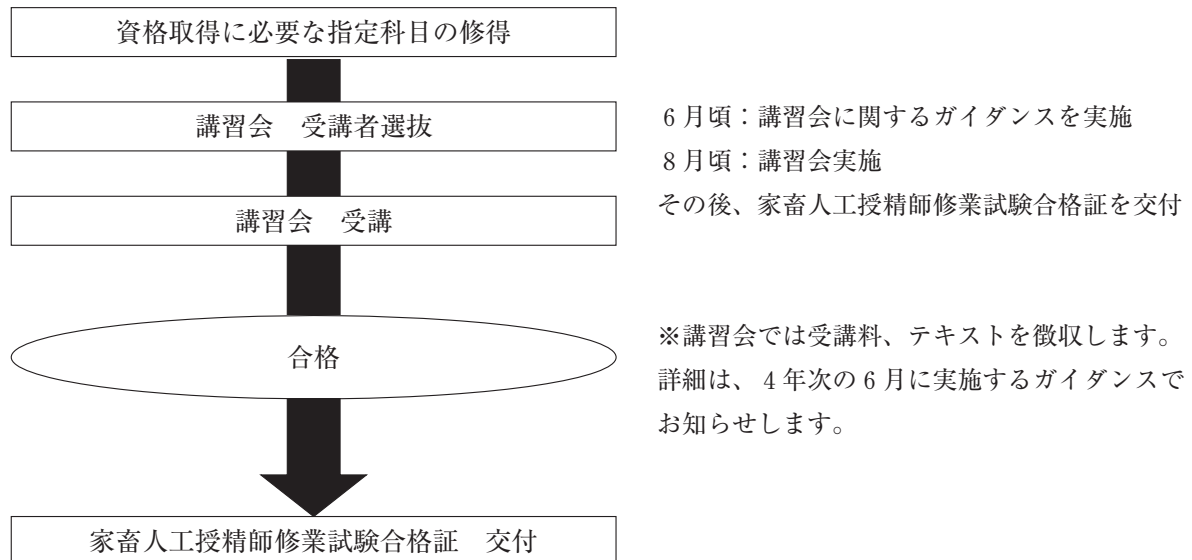 資格取得に必要な指定科目の修得
講習会　受講者選抜
講習会　受講
合格
家畜人工授精師修業試験合格証　交付
6月頃：講習会に関するガイダンスを実施
8月頃：講習会実施
その後、家畜人工授精師修業試験合格証を交付
※講習会では受講料、テキストを徴収します。
詳細は、4年次の6月に実施するガイダンスで
お知らせします。